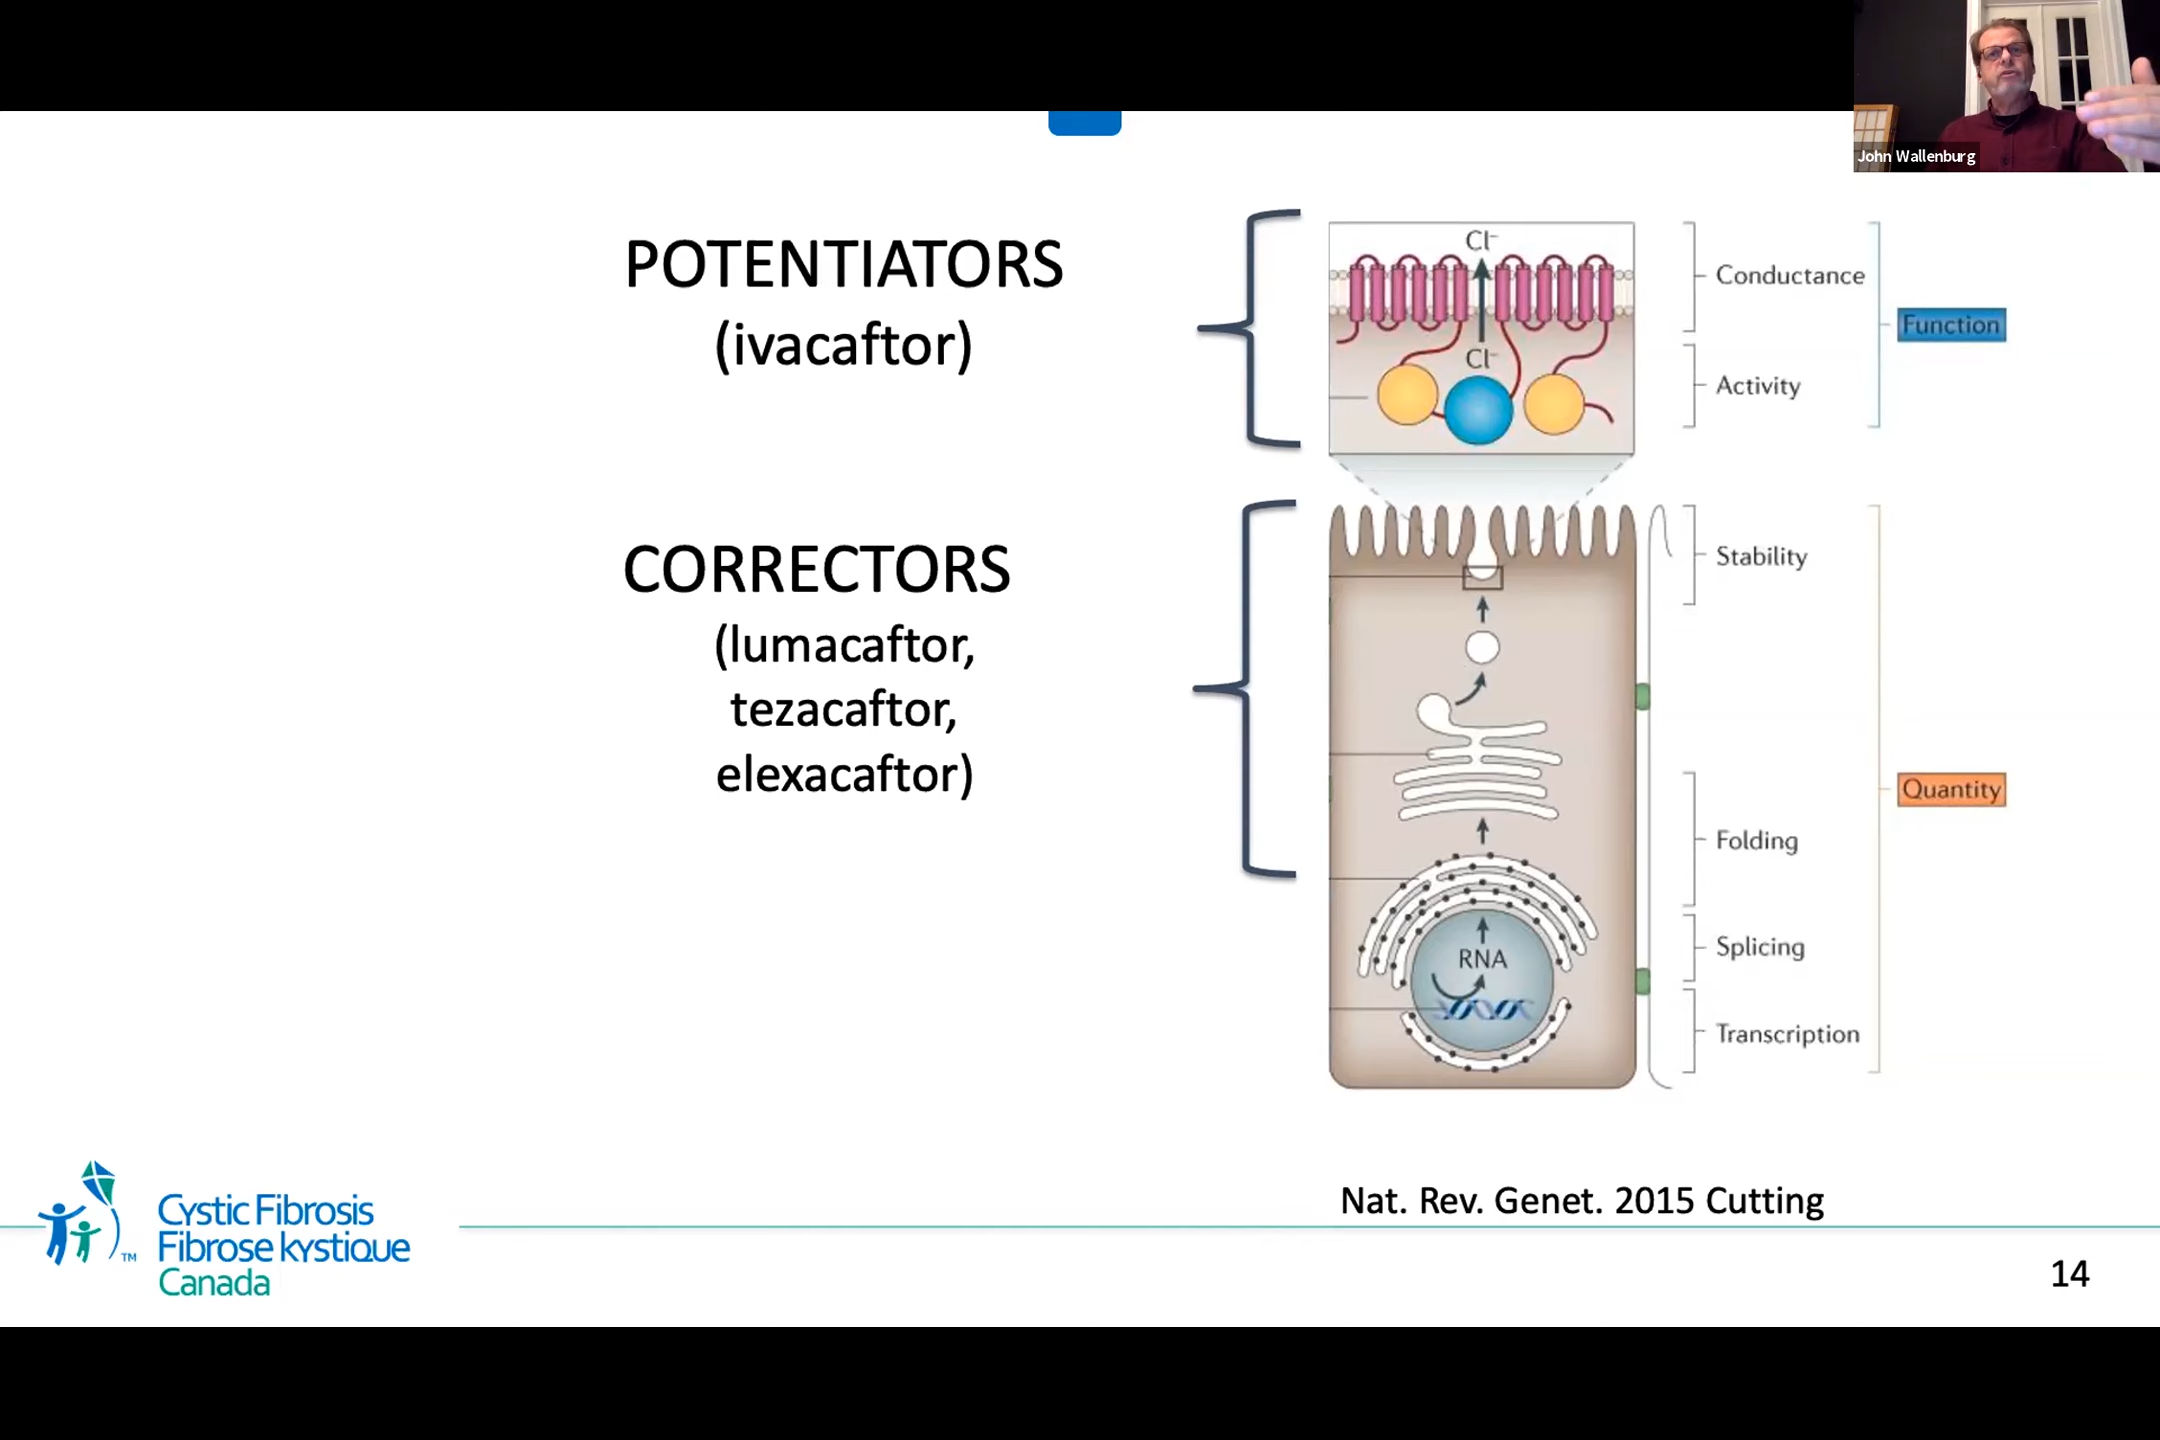 John Wallenburg
POTENTIATORS
(ivacaftor)
CORRECTORS
(lumacaftor,
tezacaftor,
elexacaftor)
Cl⁻
Cl⁻
RNA
Conductance
Activity
Function
Stability
Folding
Splicing
Transcription
Quantity
Nat. Rev. Genet. 2015 Cutting
Cystic Fibrosis
Fibrose kystique
Canada
TM
14